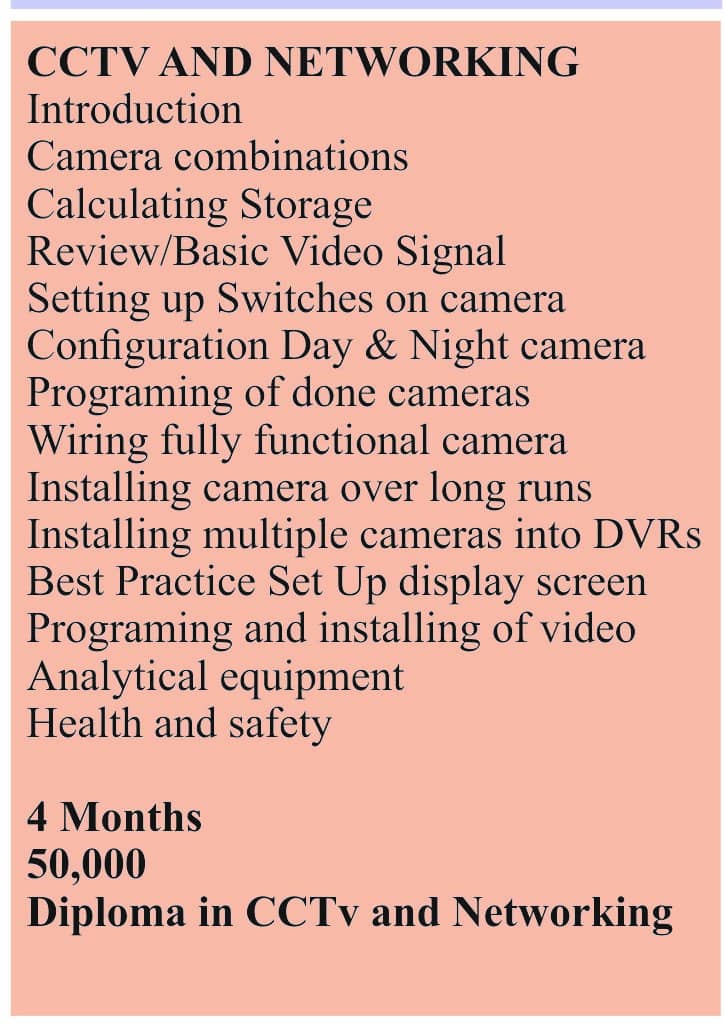 CCTV AND NETWORKING
Introduction
Camera combinations
Calculating Storage
Review/Basic Video Signal
Setting up Switches on camera
Configuration Day & Night camera
Programing of done cameras
Wiring fully functional camera
Installing camera over long runs
Installing multiple cameras into DVRs
Best Practice Set Up display screen
Programing and installing of video
Analytical equipment
Health and safety
4 Months
50,000
Diploma in CCTv and Networking